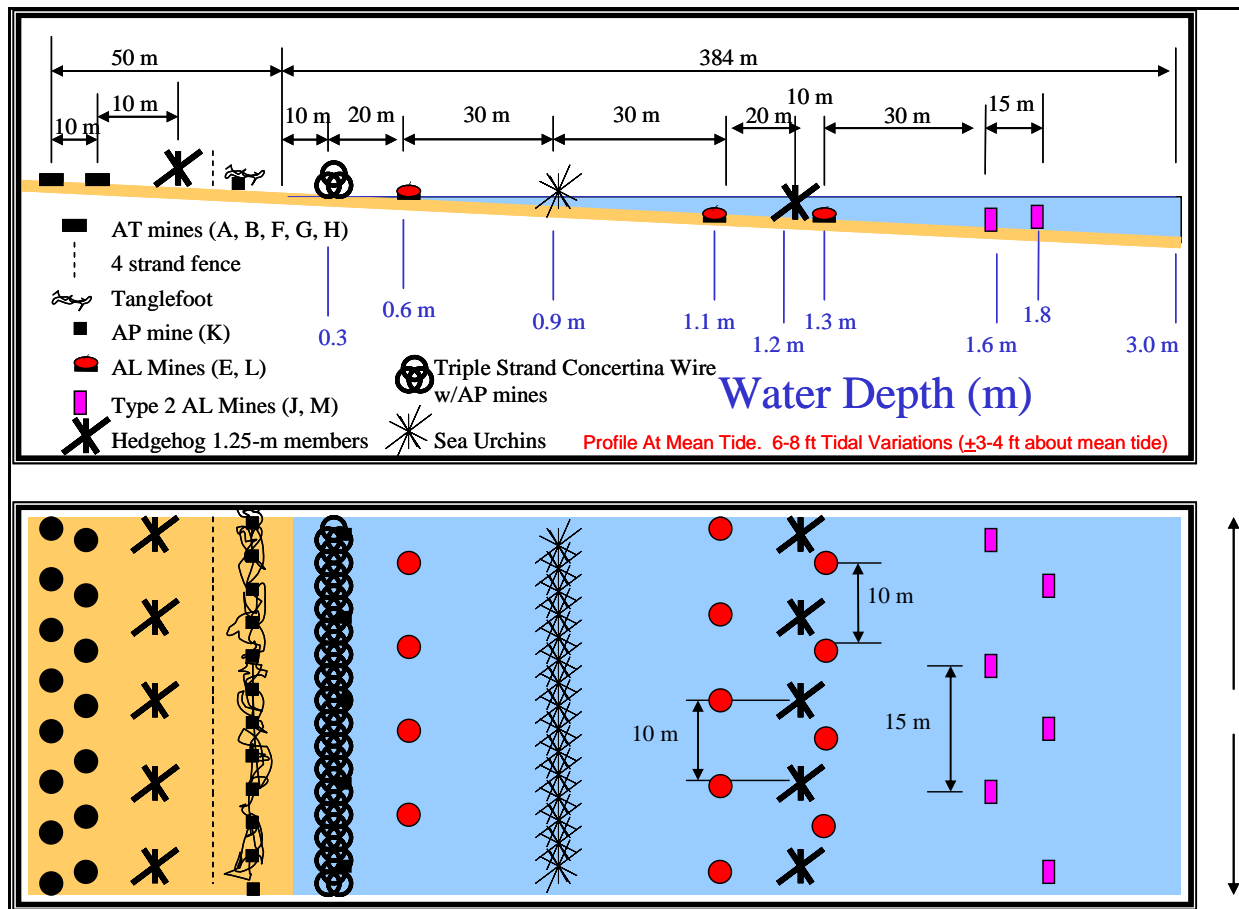 50 m
384 m
10 m
10 m
10 m
10 m
20 m
30 m
30 m
20 m
30 m
15 m
AT mines (A, B, F, G, H)
4 strand fence
Tanglefoot
AP mine (K)
AL Mines (E, L)
Type 2 AL Mines (J, M)
Hedgehog 1.25-m members
Triple Strand Concertina Wire
w/AP mines
Sea Urchins
0.3
0.6 m
0.9 m
1.1 m
1.2 m
1.3 m
1.6 m
1.8
3.0 m
Water Depth (m)
Profile At Mean Tide. 6-8 ft Tidal Variations (±3-4 ft about mean tide)
10 m
10 m
15 m